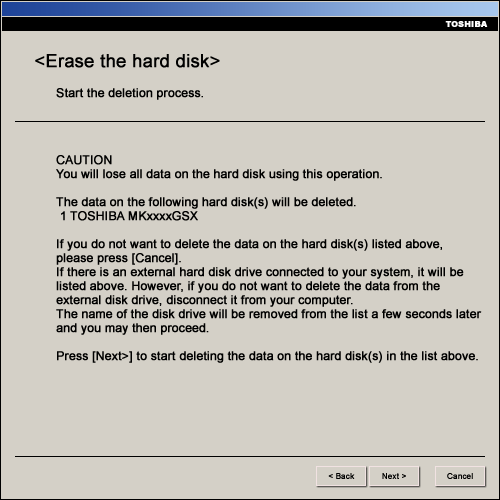 TOSHIBA
<Erase the hard disk>
Start the deletion process.
CAUTION
You will lose all data on the hard disk using this operation.
The data on the following hard disk(s) will be deleted.
1 TOSHIBA MKxxxxGSX
If you do not want to delete the data on the hard disk(s) listed above,
please press [Cancel].
If there is an external hard disk drive connected to your system, it will be
listed above. However, if you do not want to delete the data from the
external disk drive, disconnect it from your computer.
The name of the disk drive will be removed from the list a few seconds later
and you may then proceed.
Press [Next>] to start deleting the data on the hard disk(s) in the list above.
< Back Next > Cancel